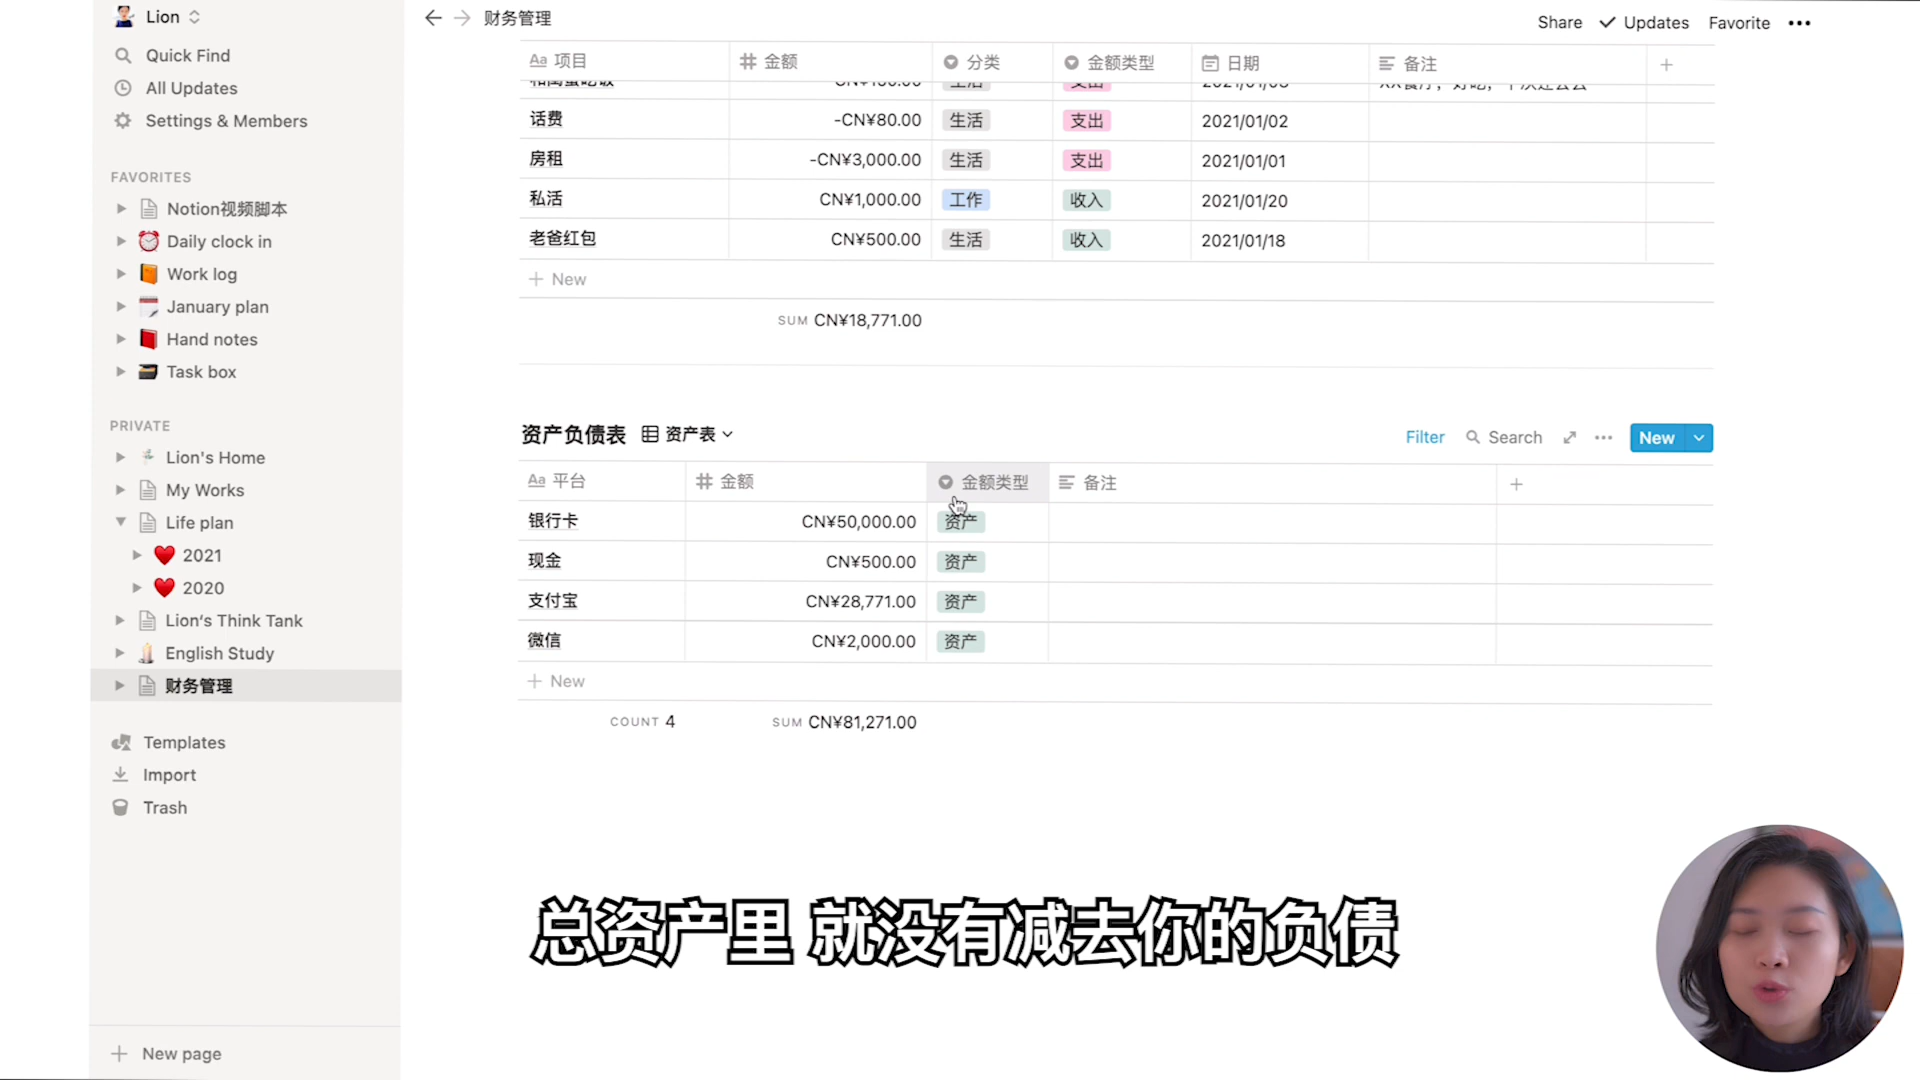 Lion
Quick Find
All Updates
Settings & Members
FAVORITES
Notion视频脚本
Daily clock in
Work log
January plan
Hand notes
Task box
PRIVATE
Lion's Home
My Works
Life plan
2021
2020
Lion's Think Tank
English Study
财务管理
Templates
Import
Trash
New page
财务管理
Share Updates Favorite
Aa 项目 金额 分类 金额类型 日期 备注
话费 -CN¥80.00 生活 支出 2021/01/02
房租 -CN¥3,000.00 生活 支出 2021/01/01
私活 CN¥1,000.00 工作 收入 2021/01/20
老爸红包 CN¥500.00 生活 收入 2021/01/18
New
SUM CN¥18,771.00
资产负债表 资产表 Filter Search New
Aa 平台 金额 金额类型 备注
银行卡 CN¥50,000.00 资产
现金 CN¥500.00 资产
支付宝 CN¥28,771.00 资产
微信 CN¥2,000.00 资产
New
COUNT 4 SUM CN¥81,271.00
总资产里 就没有减去你的负债